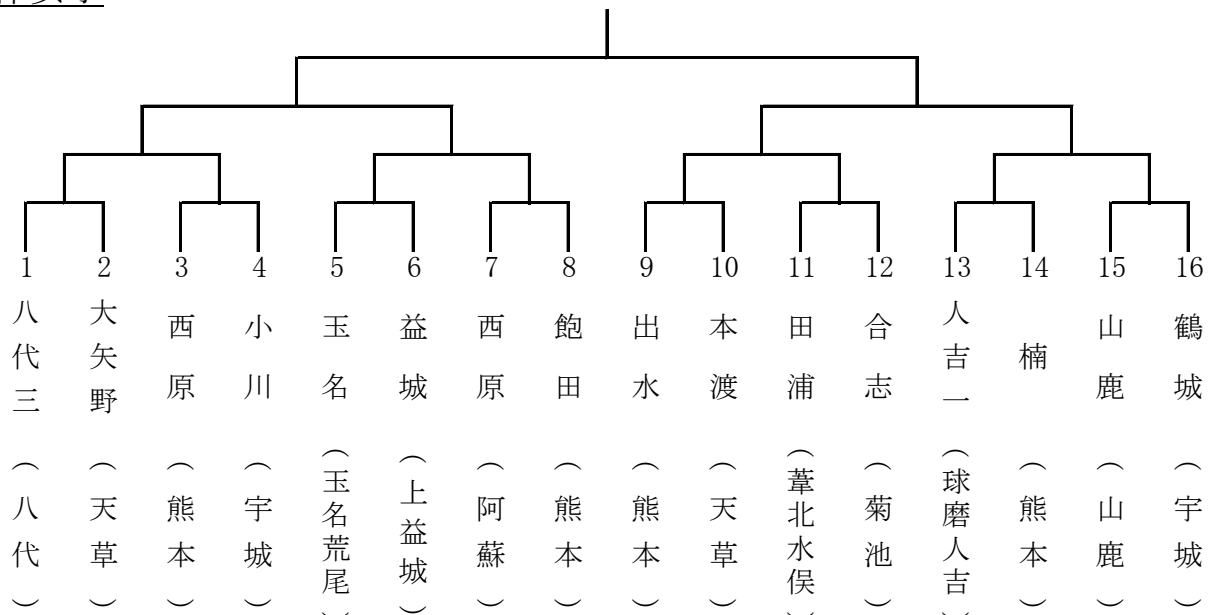 1 2 3 4 5 6 7 8 9 10 11 12 13 14 15 16
八代三(八代)
大矢野(天草)
西原(熊本)
小川(宇城)
玉名(玉名荒尾)
益城(上益城)
西原(阿蘇)
飽田(熊本)
出水(熊本)
本渡(天草)
田浦(葦北水俣)
合志(菊池)
人吉一(球磨人吉)
楠(熊本)
山鹿(山鹿)
鶴城(宇城)